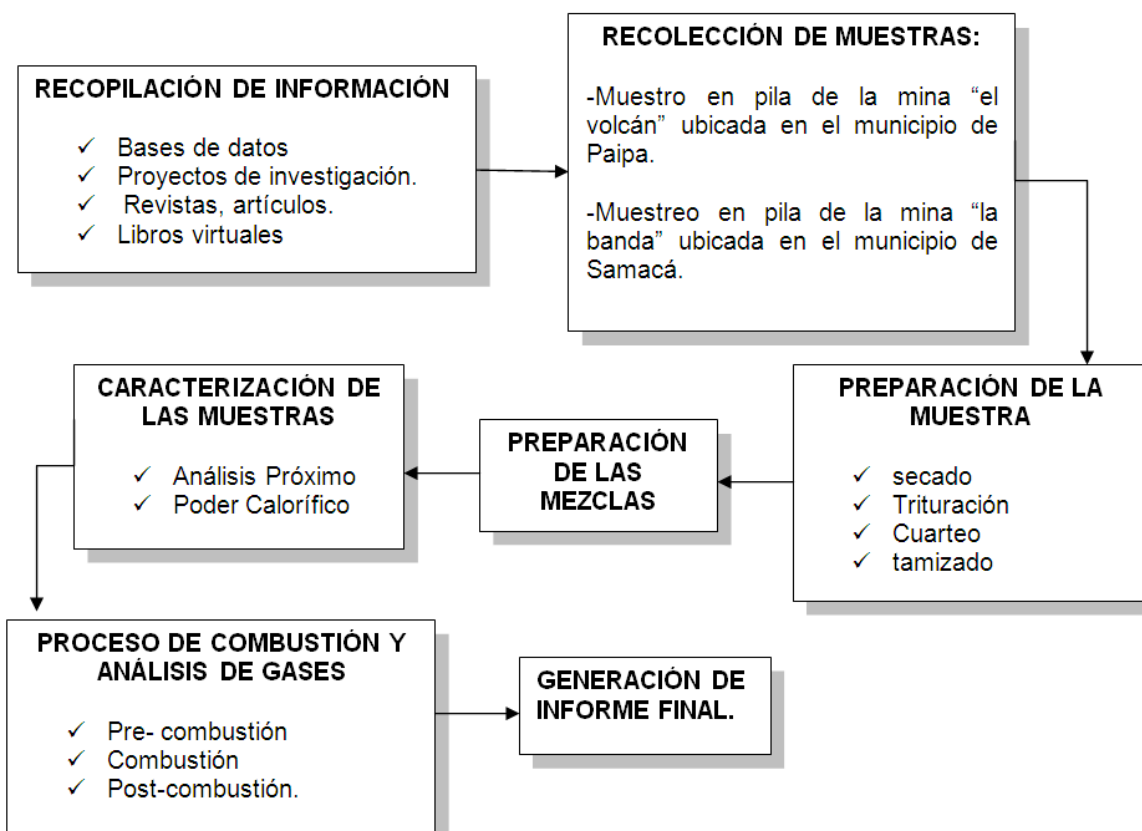 RECOPILACIÓN DE INFORMACIÓN
✓ Bases de datos
✓ Proyectos de investigación.
✓ Revistas, artículos.
✓ Libros virtuales
RECOLECCIÓN DE MUESTRAS:
-Muestro en pila de la mina “el
volcán” ubicada en el municipio de
Paipa.
-Muestreo en pila de la mina “la
banda” ubicada en el municipio de
Samacá.
PREPARACIÓN DE LA
MUESTRA
✓ secado
✓ Trituración
✓ Cuarteo
✓ tamizado
PREPARACIÓN
DE LAS
MEZCLAS
CARACTERIZACIÓN DE
LAS MUESTRAS
✓ Análisis Próximo
✓ Poder Calorífico
PROCESO DE COMBUSTIÓN Y
ANÁLISIS DE GASES
✓ Pre- combustión
✓ Combustión
✓ Post-combustión.
GENERACIÓN DE
INFORME FINAL.